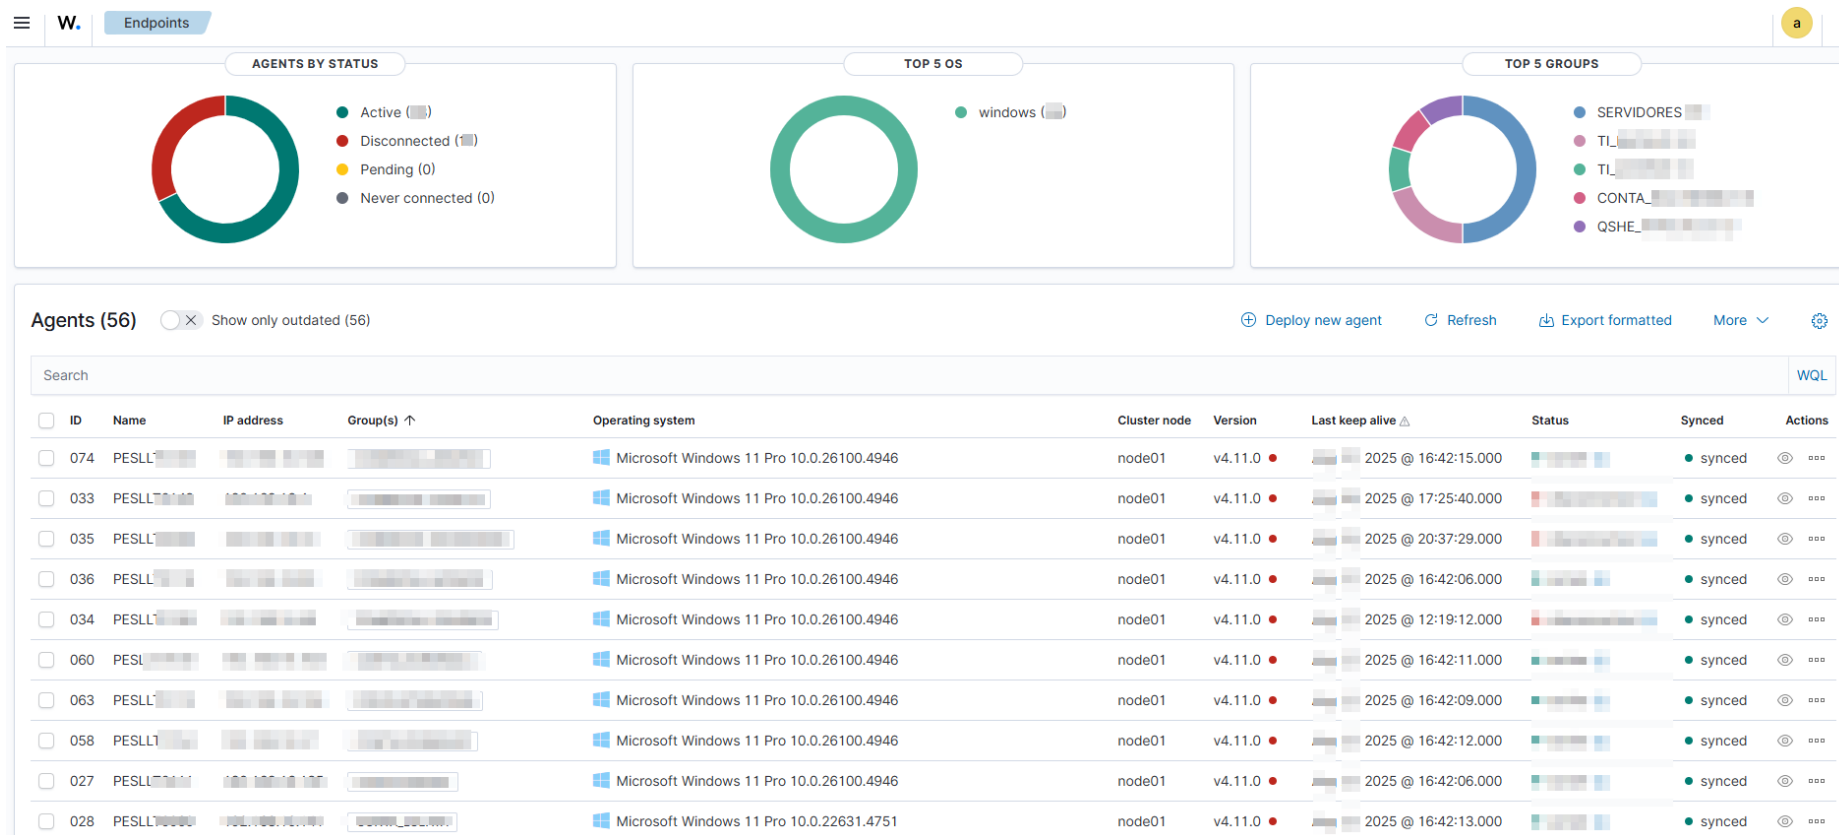 W.
Endpoints
a
AGENTS BY STATUS
Active (
Disconnected (
Pending (0)
Never connected (0)
TOP 5 OS
windows (
TOP 5 GROUPS
SERVIDORES
TI_
TI_
CONTA_
QSHE_
Agents (56) Show only outdated (56) Deploy new agent Refresh Export formatted More
Search WQL
ID Name IP address Group(s) Operating system Cluster node Version Last keep alive Status Synced Actions
074 PESLL Microsoft Windows 11 Pro 10.0.26100.4946 node01 v4.11.0 2025 @ 16:42:15.000 synced
033 PESLL Microsoft Windows 11 Pro 10.0.26100.4946 node01 v4.11.0 2025 @ 17:25:40.000 synced
035 PESLL Microsoft Windows 11 Pro 10.0.26100.4946 node01 v4.11.0 2025 @ 20:37:29.000 synced
036 PESLL Microsoft Windows 11 Pro 10.0.26100.4946 node01 v4.11.0 2025 @ 16:42:06.000 synced
034 PESLL Microsoft Windows 11 Pro 10.0.26100.4946 node01 v4.11.0 2025 @ 12:19:12.000 synced
060 PESL Microsoft Windows 11 Pro 10.0.26100.4946 node01 v4.11.0 2025 @ 16:42:11.000 synced
063 PESLL Microsoft Windows 11 Pro 10.0.26100.4946 node01 v4.11.0 2025 @ 16:42:09.000 synced
058 PESLL Microsoft Windows 11 Pro 10.0.26100.4946 node01 v4.11.0 2025 @ 16:42:12.000 synced
027 PESLL Microsoft Windows 11 Pro 10.0.26100.4946 node01 v4.11.0 2025 @ 16:42:06.000 synced
028 PESLL Microsoft Windows 11 Pro 10.0.22631.4751 node01 v4.11.0 2025 @ 16:42:13.000 synced